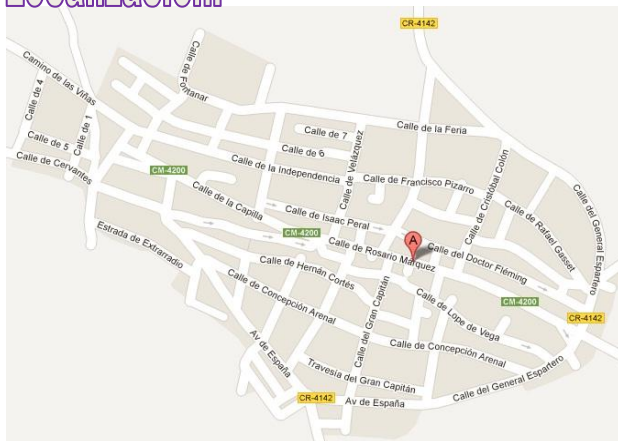 Localización:
CR-4142
Calle de Fontanar
Camino de las Viñas
Calle de 4
Calle de 1
Calle de 7
Calle de la Feria
Calle de 5
Calle de 6
Calle de Velázquez
Calle de Cervantes
CM-4200
Calle de la Independencia
Calle de Francisco Pizarro
Calle de Cristóbal Colón
Calle de la Capilla
Calle de Rafael Gasset
Calle del General Espartero
Calle de Isaac Peral
CM-4200
Estrada de Extrarradio
Calle de Rosario Márquez
A
Calle del Doctor Fléming
Calle de Hernán Cortés
Calle de Concepción Arenal
Calle del Gran Capitán
Calle de Lope de Vega
CM-4200
CR-4142
Av de España
Calle de Concepción Arenal
Travesía del Gran Capitán
Calle del General Espartero
CR-4142
Av de España